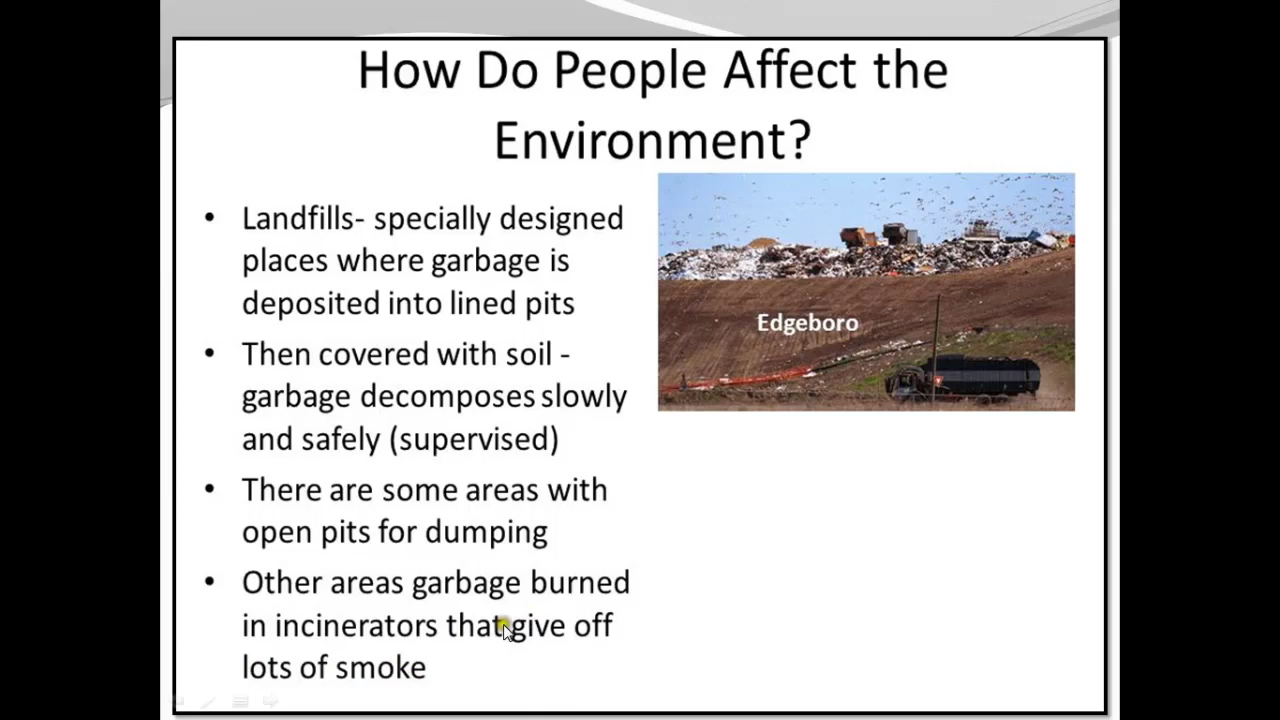 How Do People Affect the
Environment?
• Landfills- specially designed
places where garbage is
deposited into lined pits
• Then covered with soil -
garbage decomposes slowly
and safely (supervised)
• There are some areas with
open pits for dumping
• Other areas garbage burned
in incinerators that give off
lots of smoke
Edgeboro